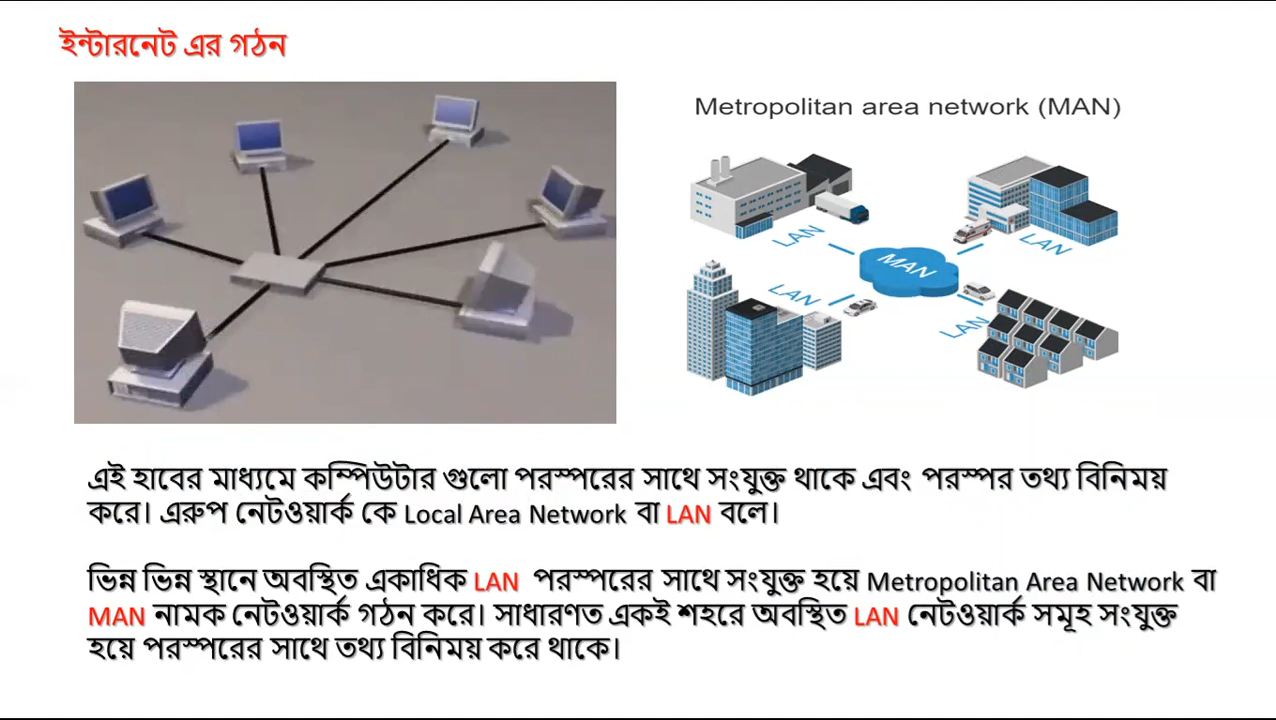 ইন্টারনেট এর গঠন
Metropolitan area network (MAN)
LAN
LAN
MAN
LAN
LAN
এই হাবের মাধ্যমে কম্পিউটার গুলো পরস্পরের সাথে সংযুক্ত থাকে এবং পরস্পর তথ্য বিনিময়
করে। এরুপ নেটওয়ার্ক কে Local Area Network বা LAN বলে।
ভিন্ন ভিন্ন স্থানে অবস্থিত একাধিক LAN পরস্পরের সাথে সংযুক্ত হয়ে Metropolitan Area Network বা
MAN নামক নেটওয়ার্ক গঠন করে। সাধারণত একই শহরে অবস্থিত LAN নেটওয়ার্ক সমূহ সংযুক্ত
হয়ে পরস্পরের সাথে তথ্য বিনিময় করে থাকে।